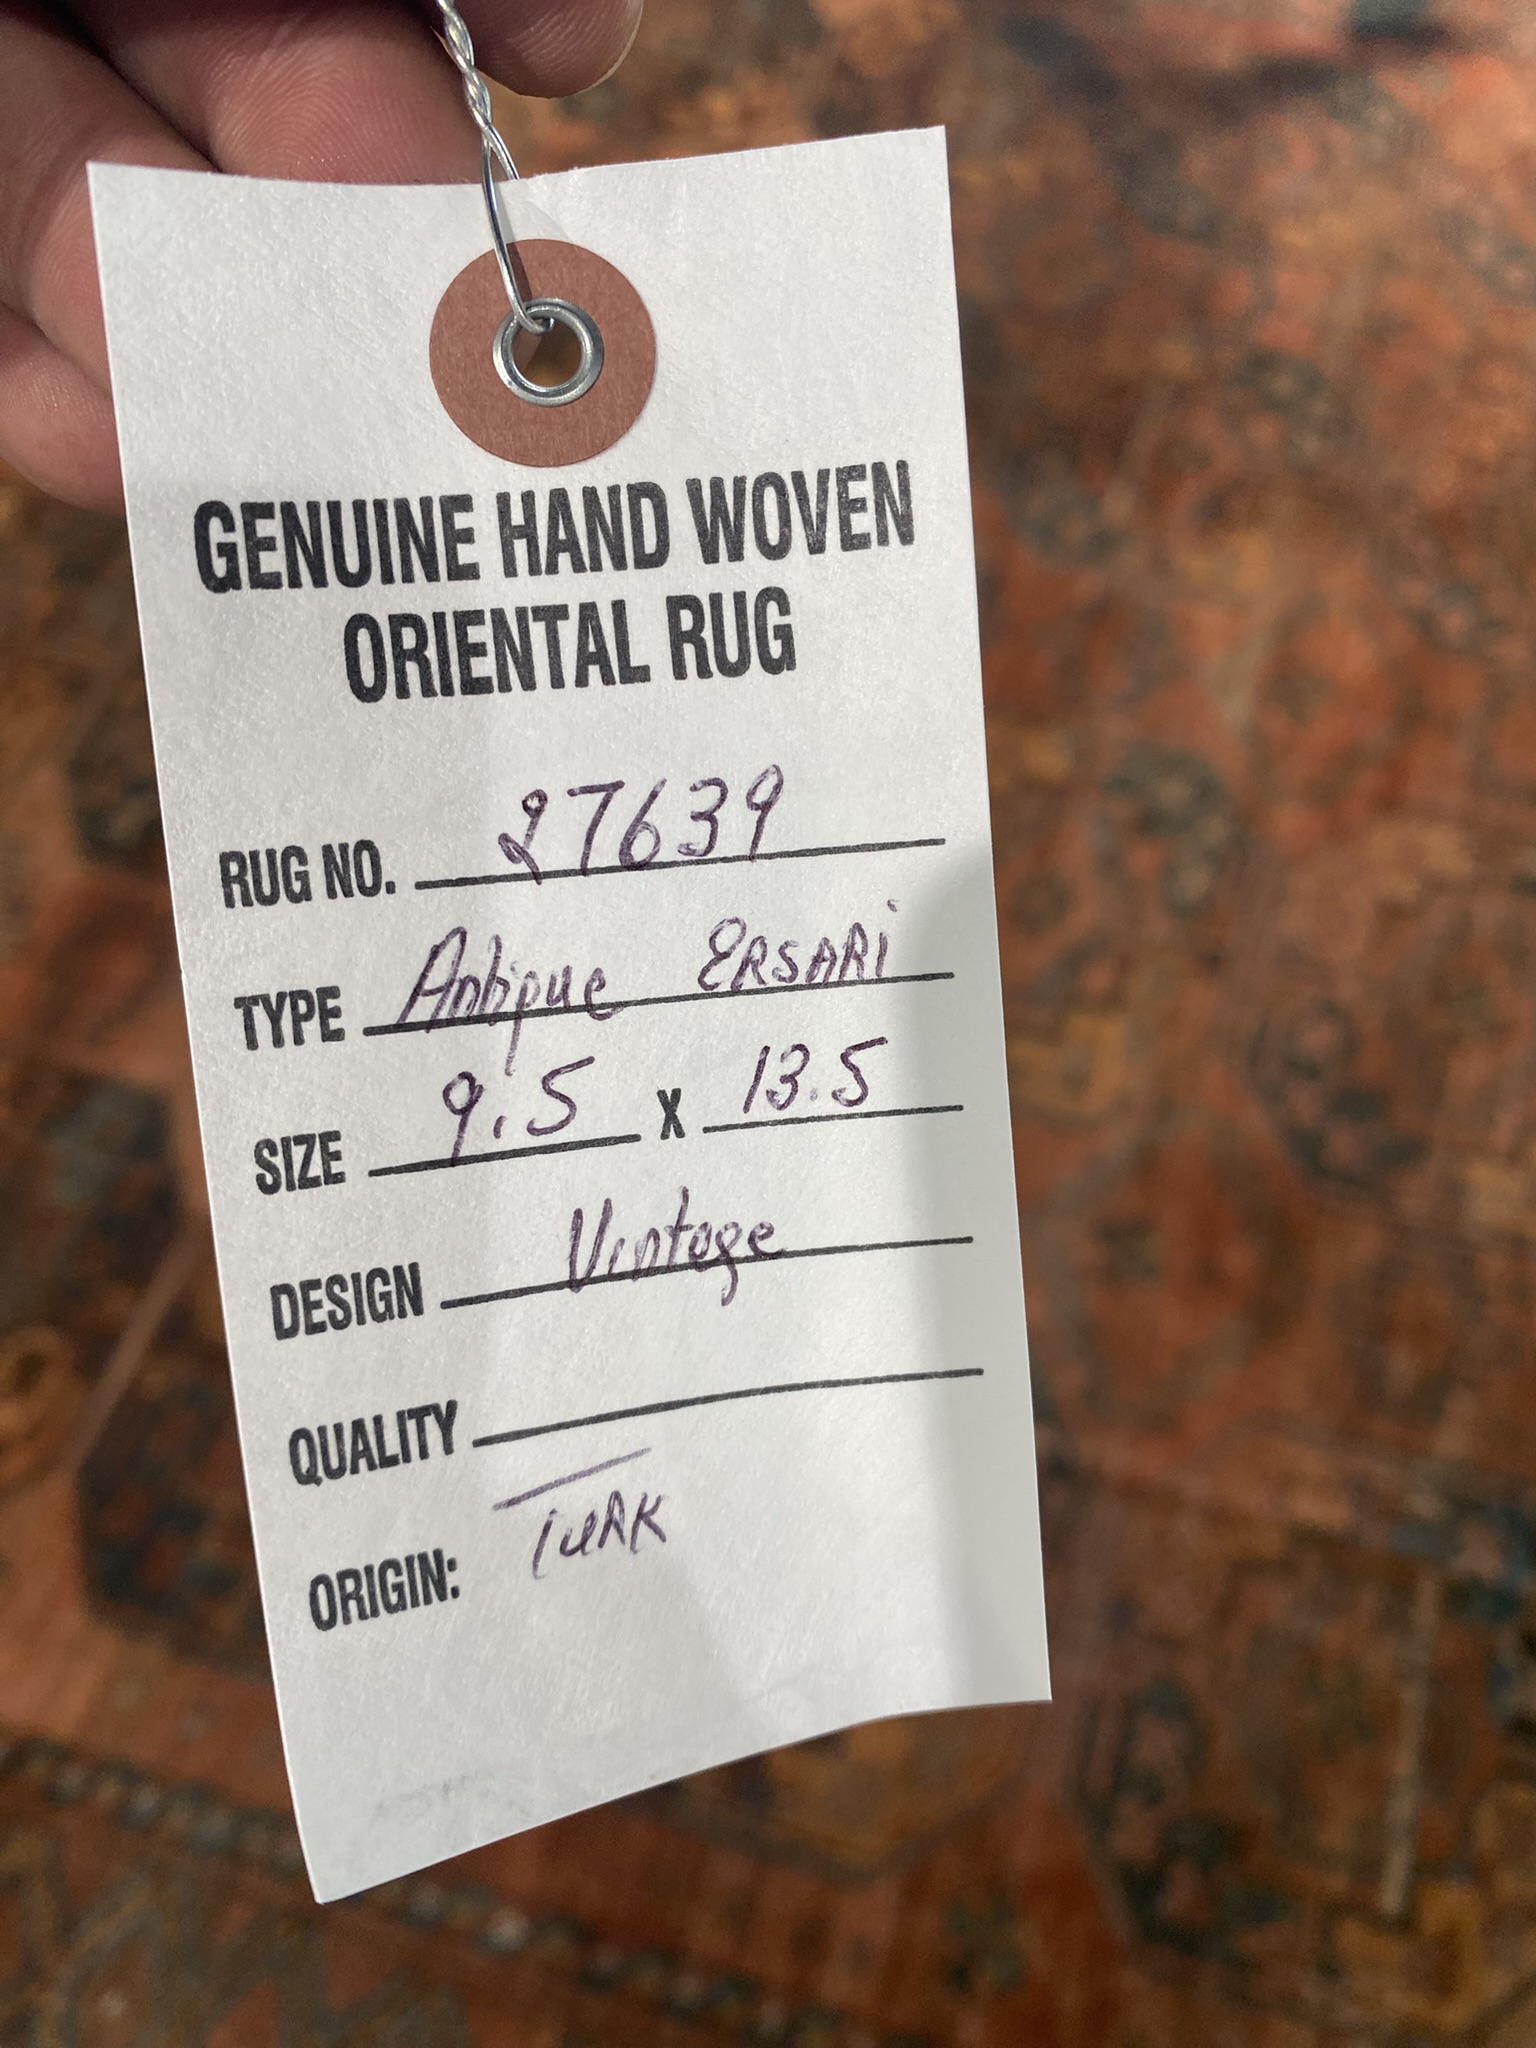 GENUINE HAND WOVEN
ORIENTAL RUG
RUG NO. 27639
TYPE Antique ERSARi
SIZE 9.5 X 13.5
DESIGN Vintage
QUALITY
ORIGIN: TURK